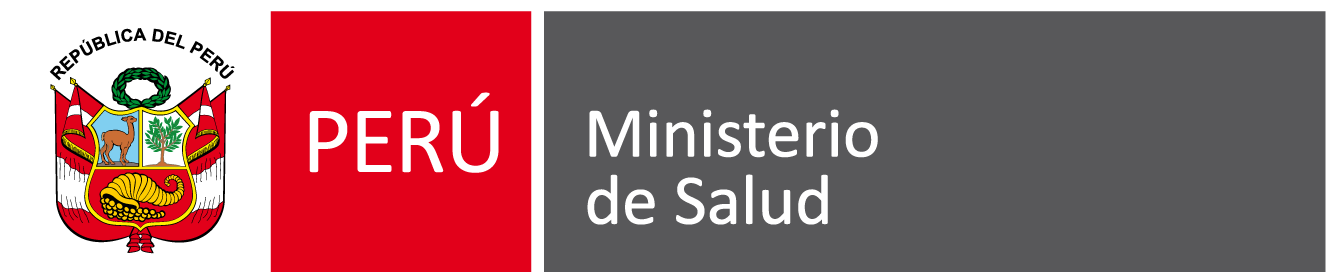 REPÚBLICA DEL PERÚ
PERÚ
Ministerio
de Salud